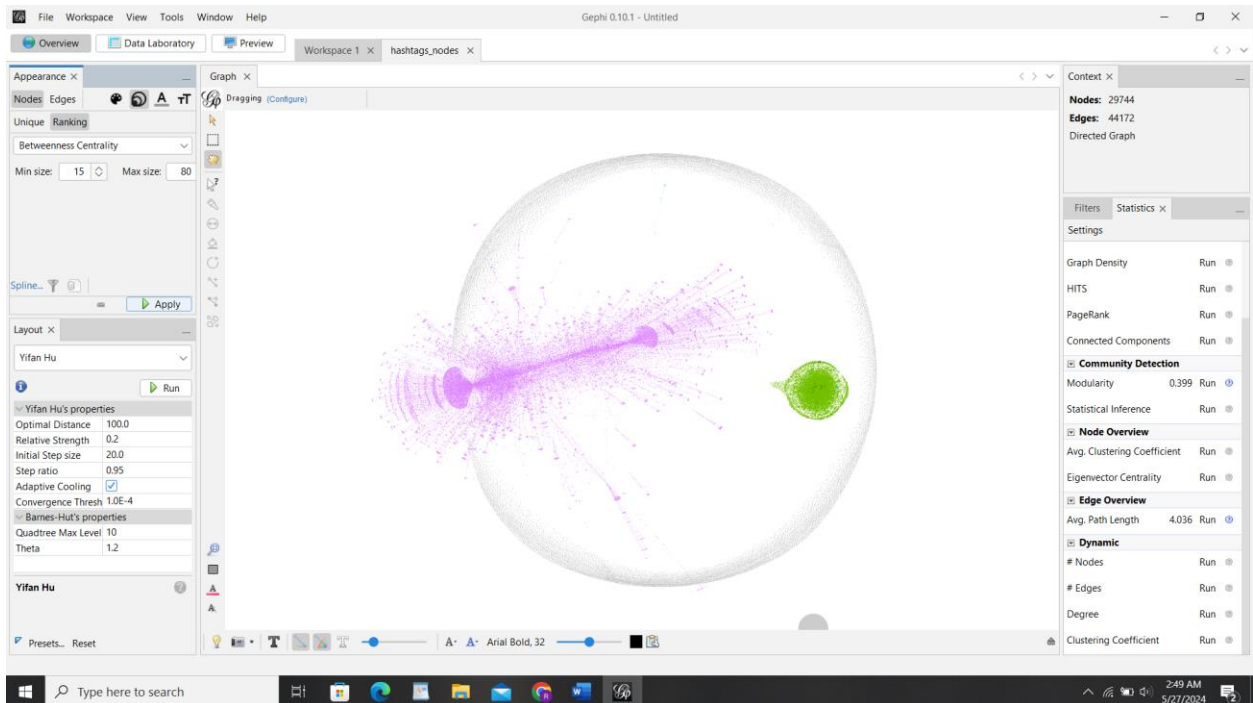 File Workspace View Tools Window Help Gephi 0.10.1 - Untitled
Overview Data Laboratory Preview Workspace 1 hashtags_nodes
Appearance
Nodes Edges
Unique Ranking
Betweenness Centrality
Min size: 15 Max size: 80
Spline...
Apply
Layout
Yifan Hu
Run
Yifan Hu's properties
Optimal Distance 100.0
Relative Strength 0.2
Initial Step size 20.0
Step ratio 0.95
Adaptive Cooling
Convergence Thresh 1.0E-4
Barnes-Hut's properties
Quadtree Max Level 10
Theta 1.2
Yifan Hu
Presets... Reset
Graph
Dragging (Configure)
Arial Bold, 32
Context
Nodes: 29744
Edges: 44172
Directed Graph
Filters Statistics
Settings
Graph Density Run
HITS Run
PageRank Run
Connected Components Run
Community Detection
Modularity 0.399 Run
Statistical Inference Run
Node Overview
Avg. Clustering Coefficient Run
Eigenvector Centrality Run
Edge Overview
Avg. Path Length 4.036 Run
Dynamic
# Nodes Run
# Edges Run
Degree Run
Clustering Coefficient Run
Type here to search
2:49 AM
5/27/2024